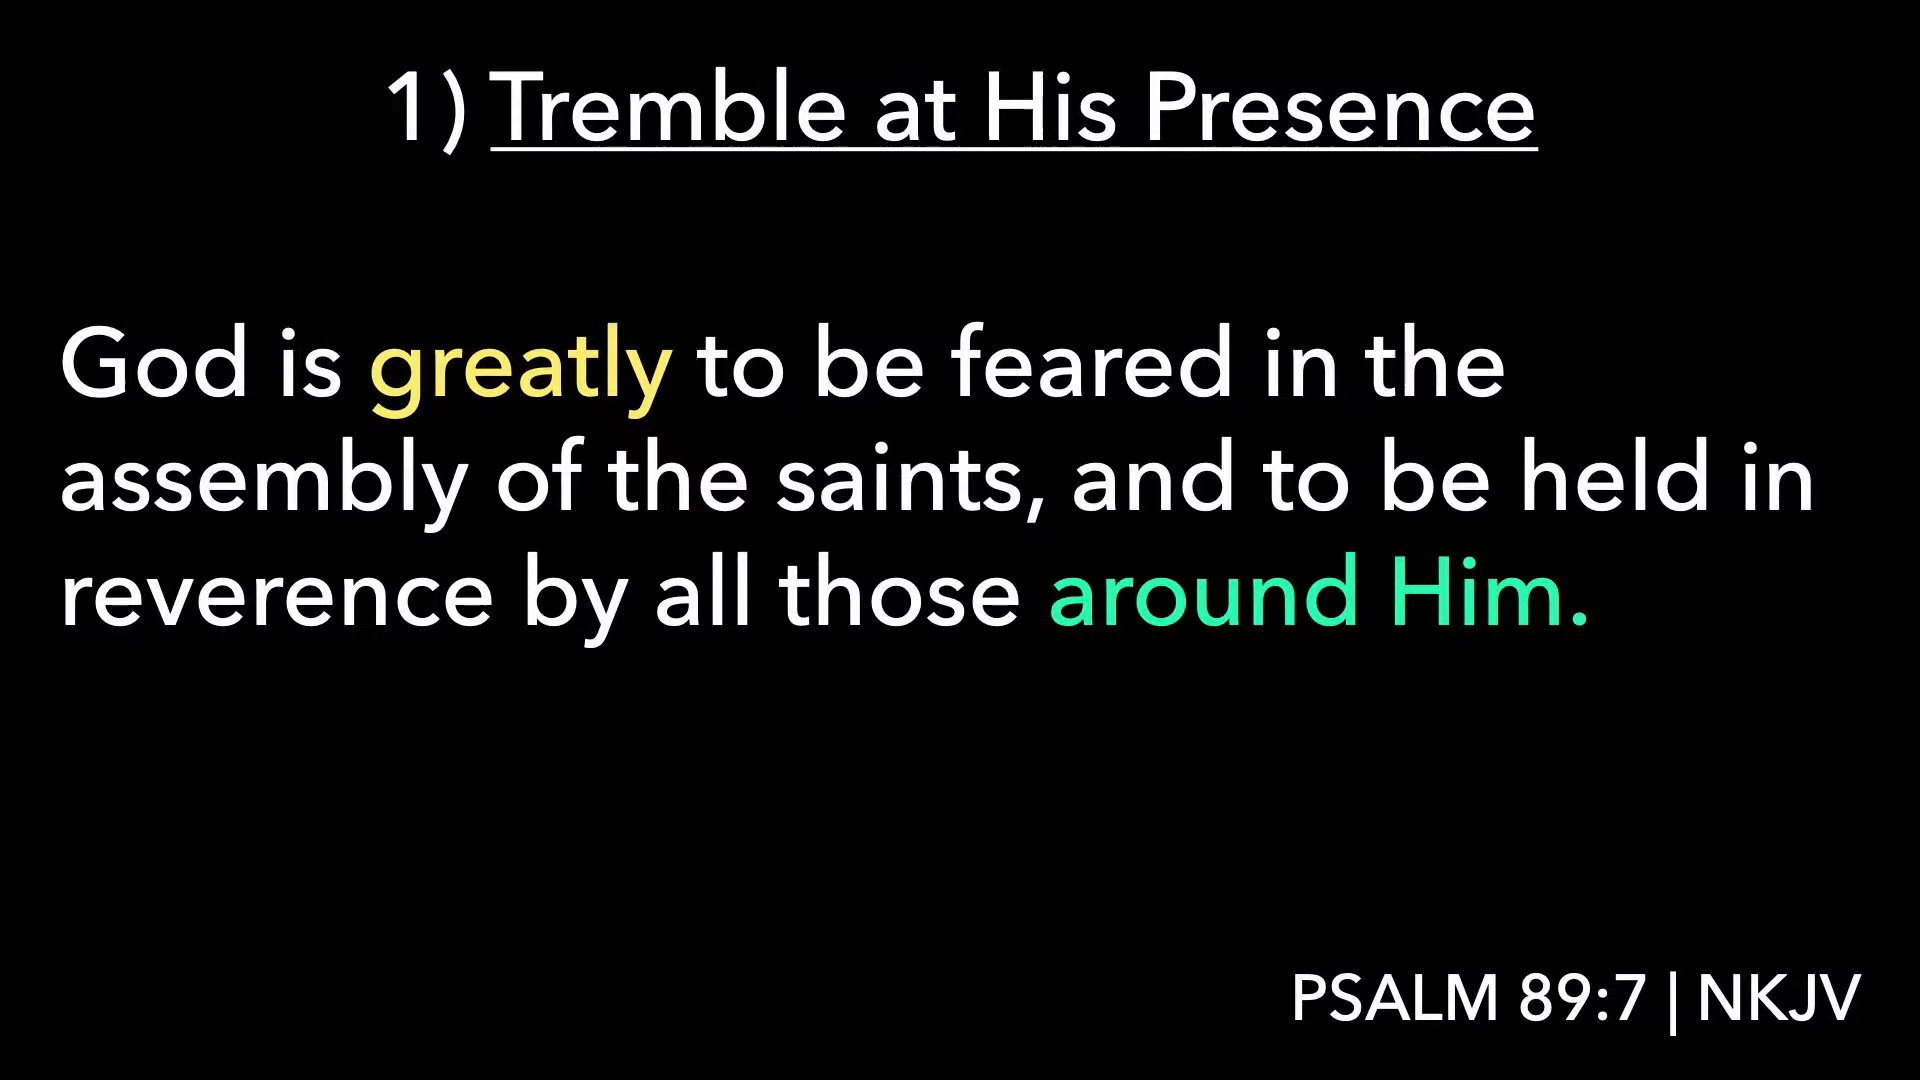 1) Tremble at His Presence
God is greatly to be feared in the
assembly of the saints, and to be held in
reverence by all those around Him.
PSALM 89:7 | NKJV